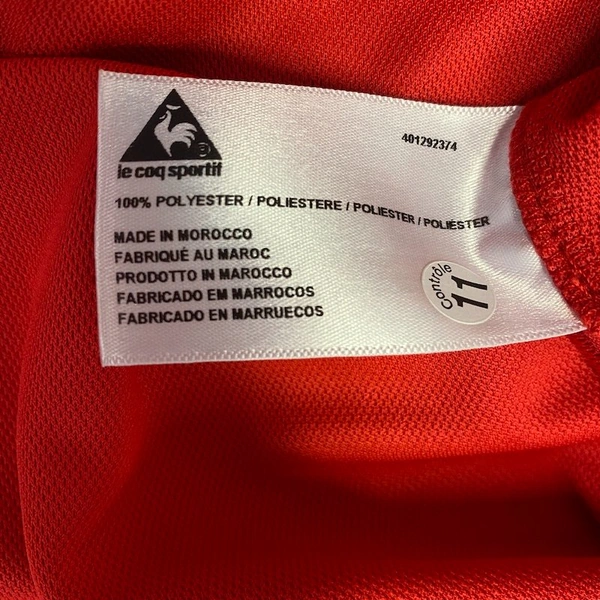 le coq sportif
401292374
100% POLYESTER / POLIESTERE / POLIESTER / POLIÉSTER
MADE IN MOROCCO
FABRIQUÉ AU MAROC
PRODOTTO IN MAROCCO
FABRICADO EM MARROCOS
FABRICADO EN MARRUECOS
Contrôle
11